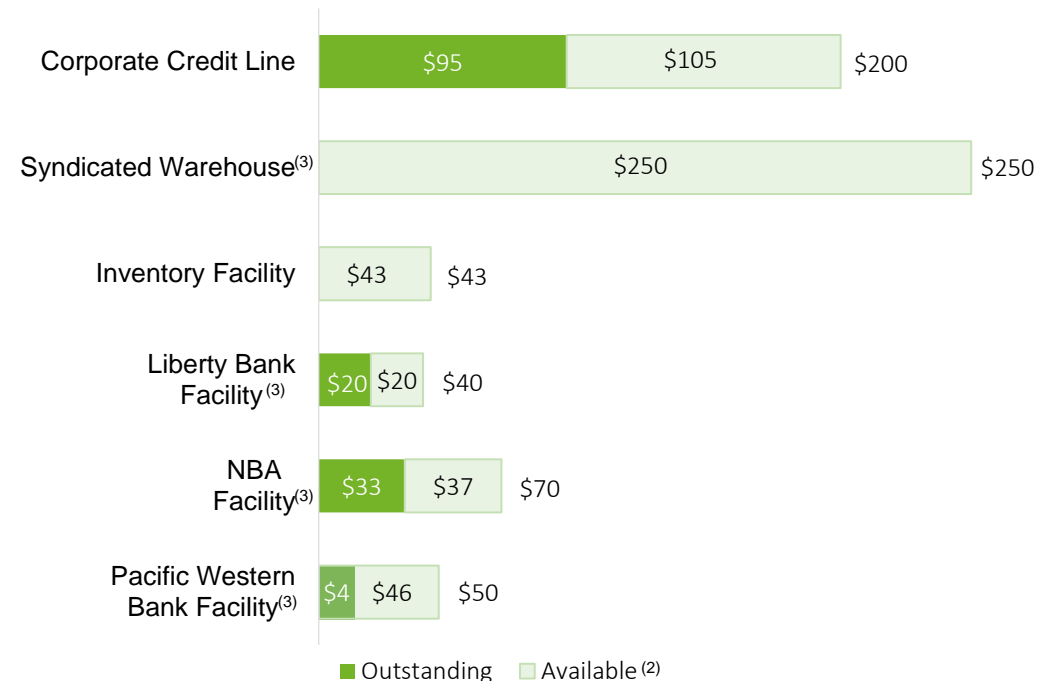 Corporate Credit Line $95 $105 $200
Syndicated Warehouse(3) $250 $250
Inventory Facility $43 $43
Liberty Bank
Facility (3) $20 $20 $40
NBA
Facility(3) $33 $37 $70
Pacific Western
Bank Facility(3) $4 $46 $50
Outstanding Available (2)